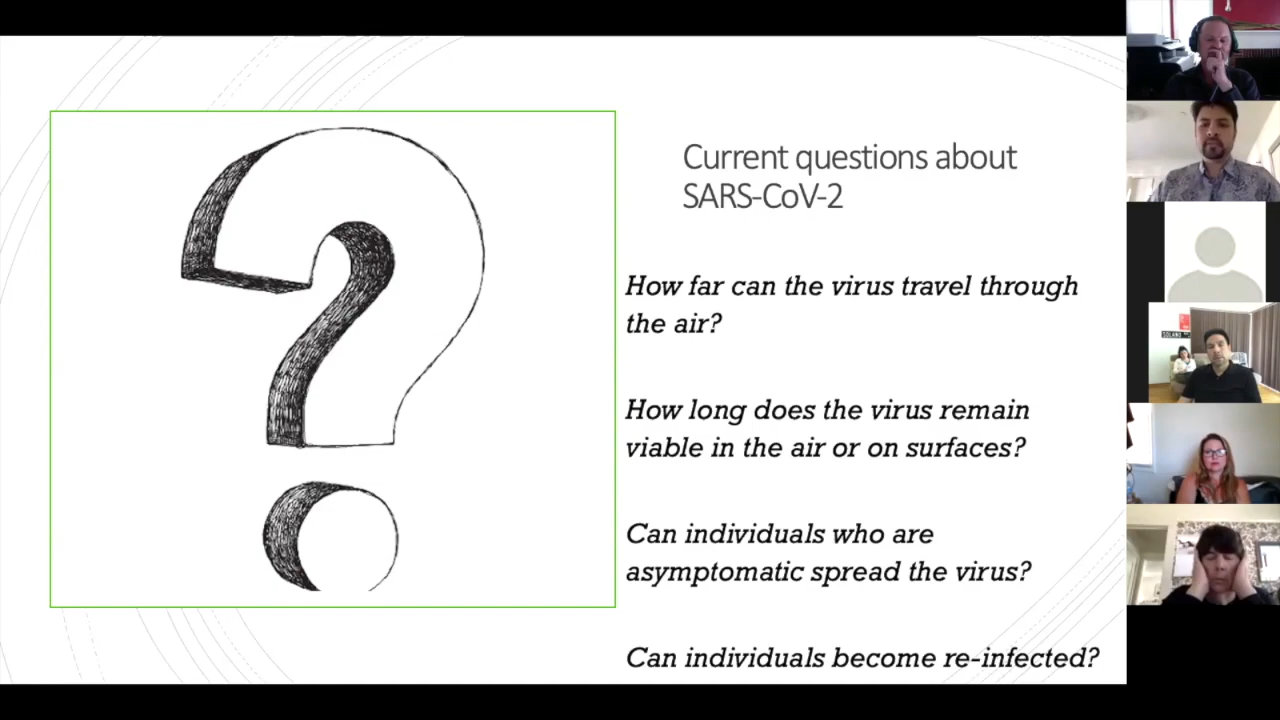 Current questions about
SARS-CoV-2
How far can the virus travel through
the air?
How long does the virus remain
viable in the air or on surfaces?
Can individuals who are
asymptomatic spread the virus?
Can individuals become re-infected?